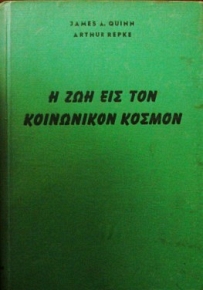 JAMES A. QUINN
ARTHUR REPKE
Η ΖΩΗ ΕΙΣ ΤΟΝ
ΚΟΙΝΩΝΙΚΟΝ ΚΟΣΜΟΝ